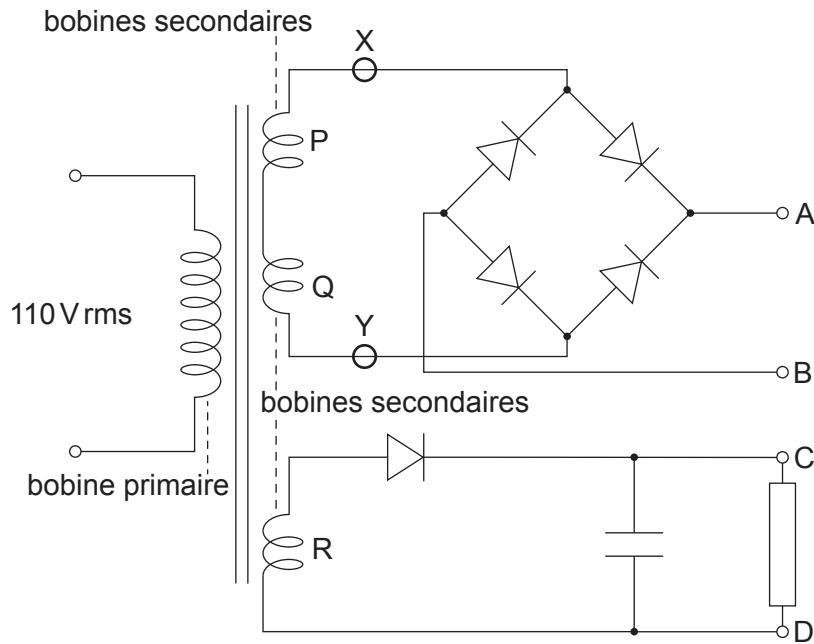 bobines secondaires
X
P
A
Q
110 V rms
Y
B
bobines secondaires
C
bobine primaire
R
D